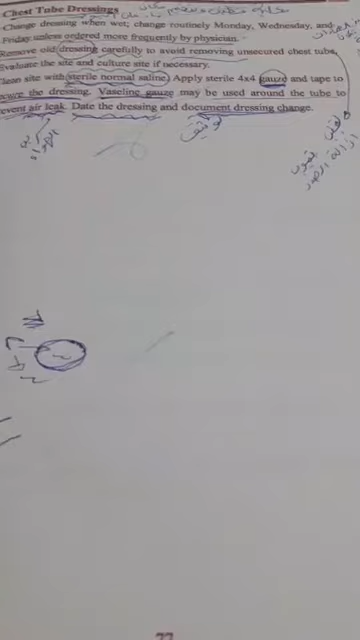 Chest Tube Dressings
-Change dressing when wet; change routinely Monday, Wednesday, and
Friday unless ordered more frequently by physician.
Remove old dressing carefully to avoid removing unsecured chest tube.
Evaluate the site and culture site if necessary.
Clean site with sterile normal saline. Apply sterile 4x4 gauze and tape to
secure the dressing. Vaseline gauze may be used around the tube to
prevent air leak. Date the dressing and document dressing change.
توثيق
77